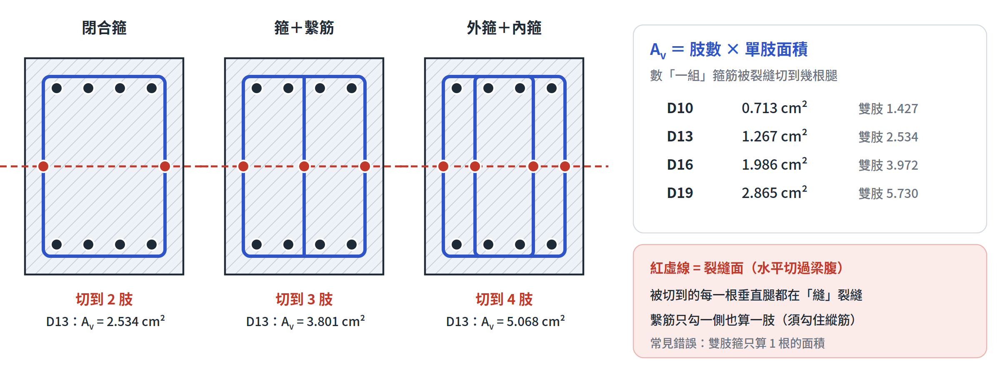 閉合箍
切到 2 肢
D13：Av = 2.534 cm²
箍＋繫筋
切到 3 肢
D13：Av = 3.801 cm²
外箍＋內箍
切到 4 肢
D13：Av = 5.068 cm²
Av ＝ 肢數 × 單肢面積
數「一組」箍筋被裂縫切到幾根腿
D10 0.713 cm² 雙肢 1.427
D13 1.267 cm² 雙肢 2.534
D16 1.986 cm² 雙肢 3.972
D19 2.865 cm² 雙肢 5.730
紅虛線 = 裂縫面（水平切過梁腹）
被切到的每一根垂直腿都在「縫」裂縫
繫筋只勾一側也算一肢（須勾住縱筋）
常見錯誤：雙肢箍只算 1 根的面積